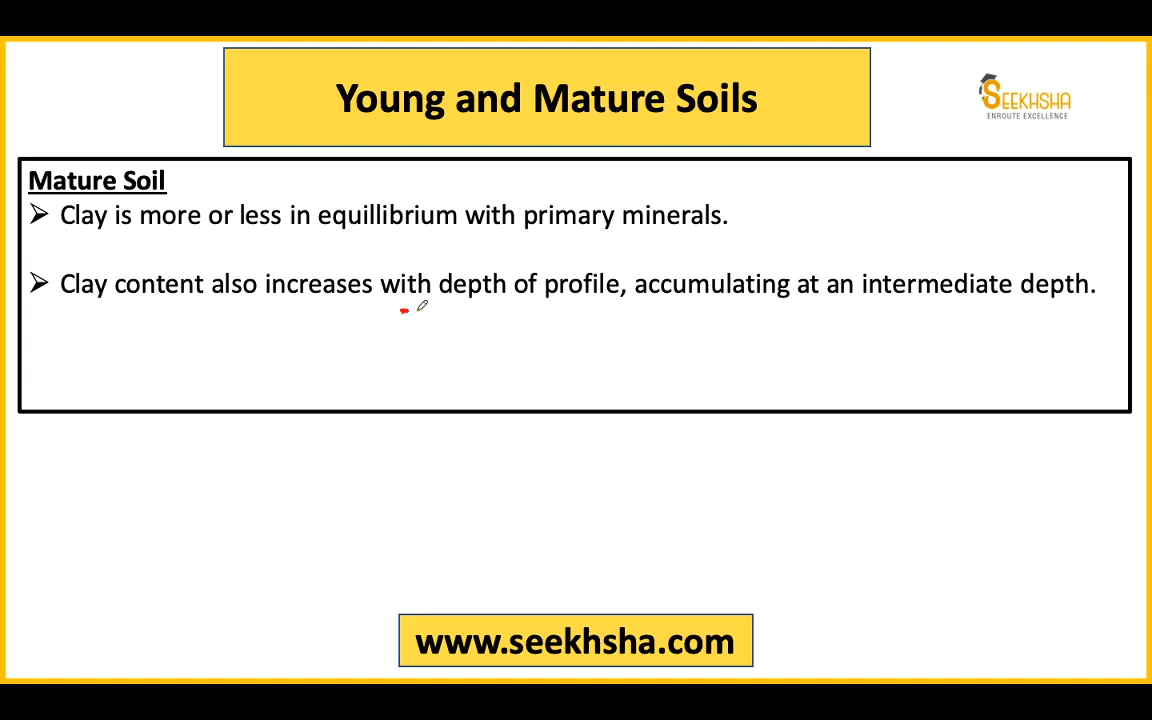 Young and Mature Soils
SEEKHSHA
ENROUTE EXCELLENCE
Mature Soil
➢ Clay is more or less in equillibrium with primary minerals.
➢ Clay content also increases with depth of profile, accumulating at an intermediate depth.
www.seekhsha.com